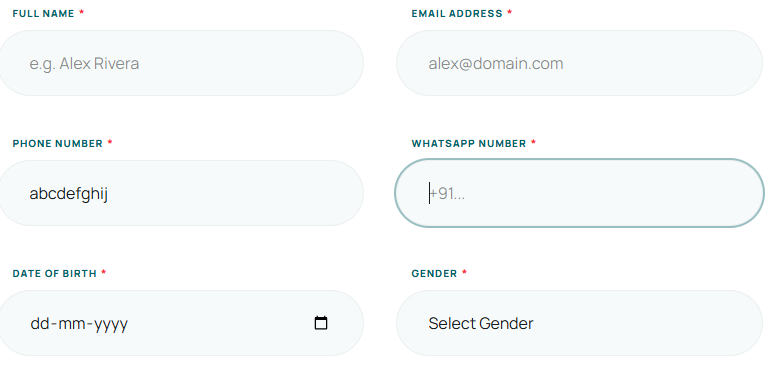 FULL NAME * EMAIL ADDRESS *
e.g. Alex Rivera alex@domain.com
PHONE NUMBER * WHATSAPP NUMBER *
abcdefghij +91...
DATE OF BIRTH * GENDER *
dd-mm-yyyy Select Gender